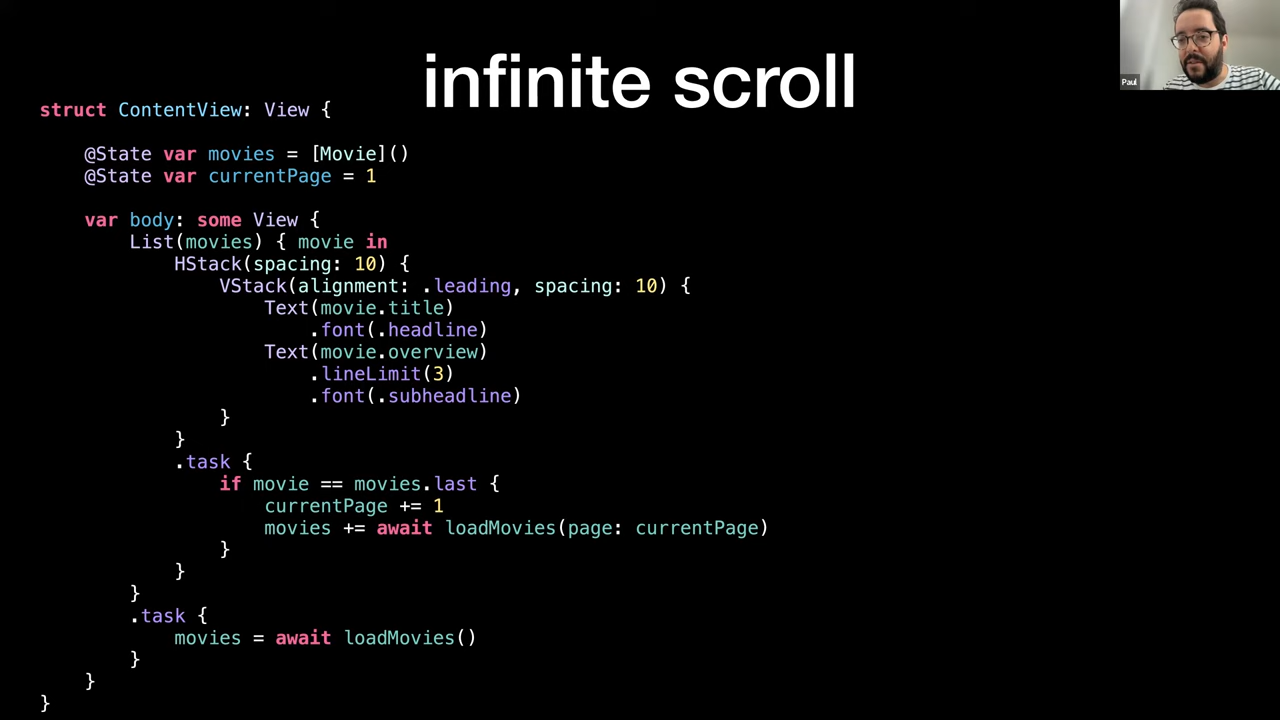 infinite scroll
Paul
struct ContentView: View {
@State var movies = [Movie]()
@State var currentPage = 1
var body: some View {
List(movies) { movie in
HStack(spacing: 10) {
VStack(alignment: .leading, spacing: 10) {
Text(movie.title)
.font(.headline)
Text(movie.overview)
.lineLimit(3)
.font(.subheadline)
}
}
.task {
if movie == movies.last {
currentPage += 1
movies += await loadMovies(page: currentPage)
}
}
}
.task {
movies = await loadMovies()
}
}
}